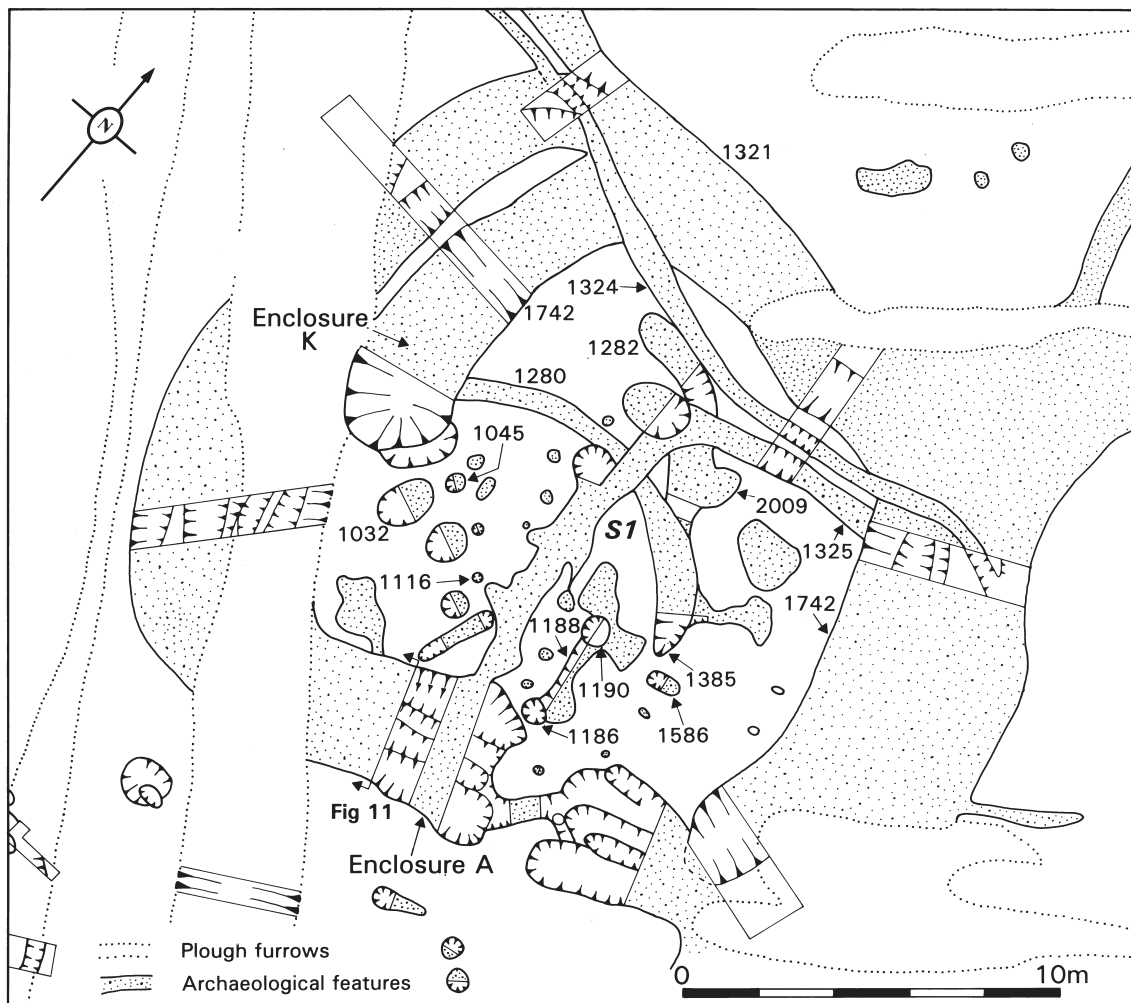 N
1321
1324
1742
Enclosure
K
1282
1280
1045
2009
S1
1032
1325
1116
1742
1188
1190
1385
1186
1586
Fig 11
Enclosure A
Plough furrows
Archaeological features
0
10m